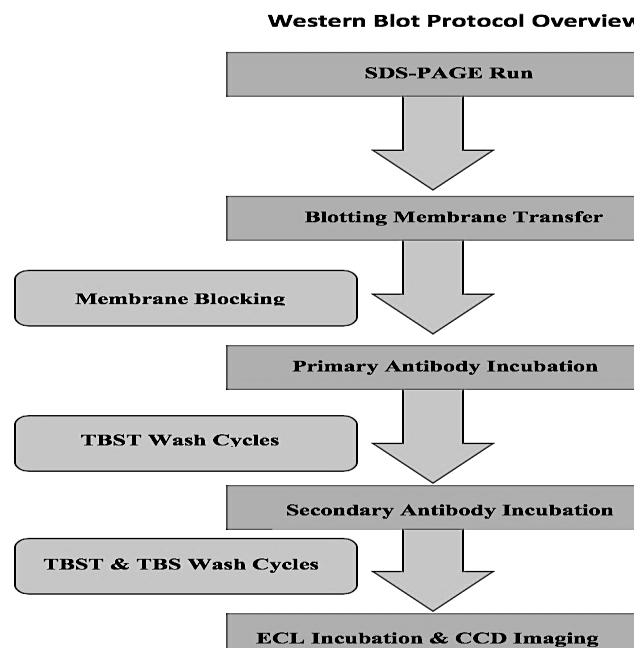 Western Blot Protocol Overview
SDS-PAGE Run
Blotting Membrane Transfer
Membrane Blocking
Primary Antibody Incubation
TBST Wash Cycles
Secondary Antibody Incubation
TBST & TBS Wash Cycles
ECL Incubation & CCD Imaging